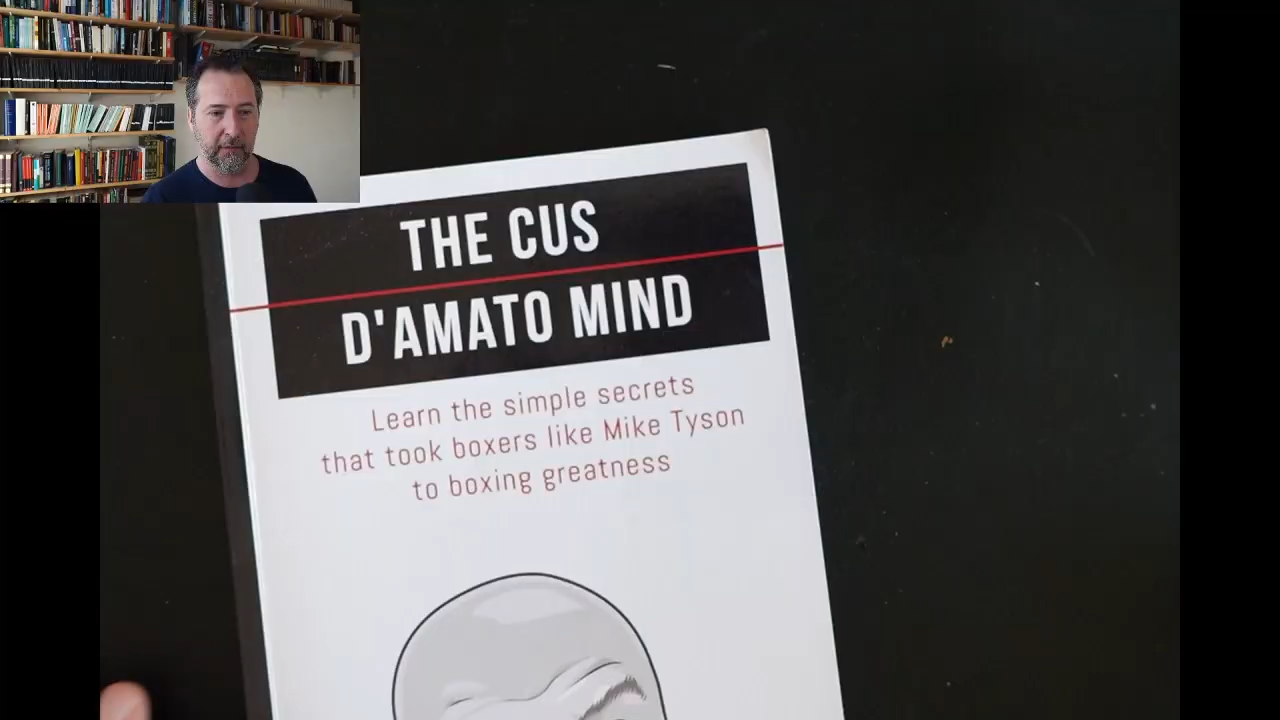 THE CUS
D'AMATO MIND
Learn the simple secrets
that took boxers like Mike Tyson
to boxing greatness